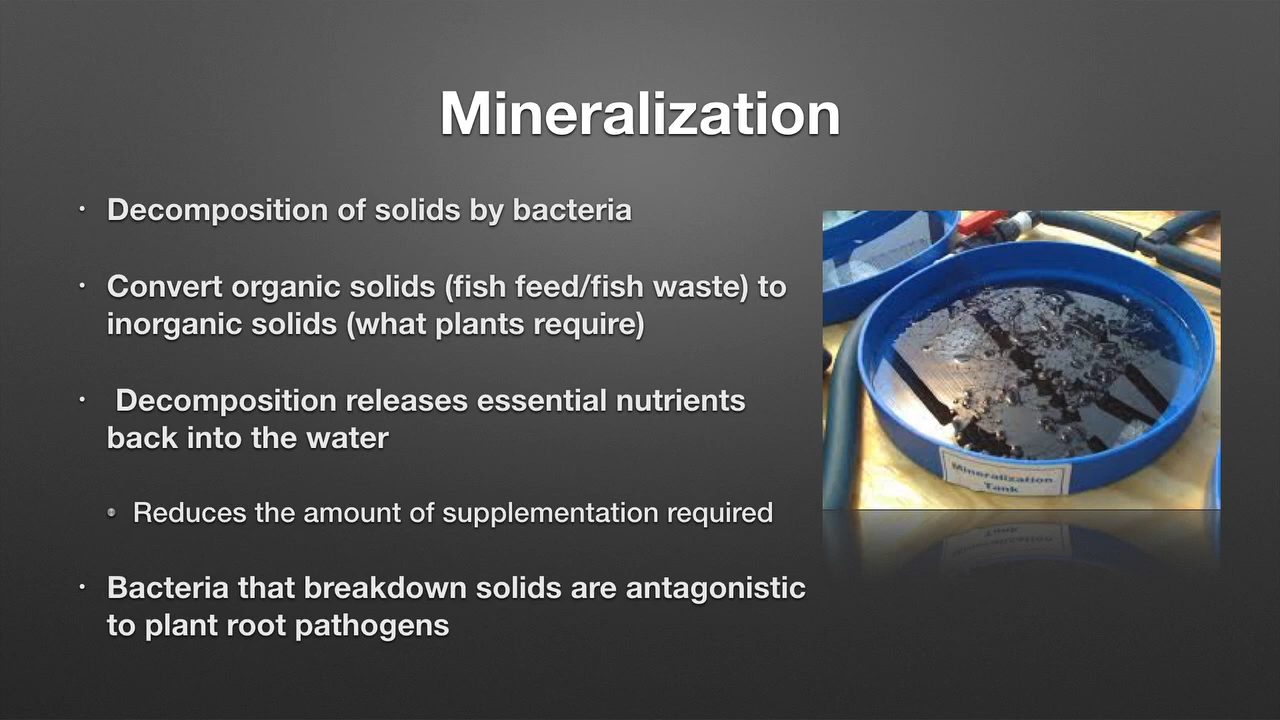 Mineralization
• Decomposition of solids by bacteria
• Convert organic solids (fish feed/fish waste) to
inorganic solids (what plants require)
• Decomposition releases essential nutrients
back into the water
• Reduces the amount of supplementation required
• Bacteria that breakdown solids are antagonistic
to plant root pathogens
Mineralization
Tank